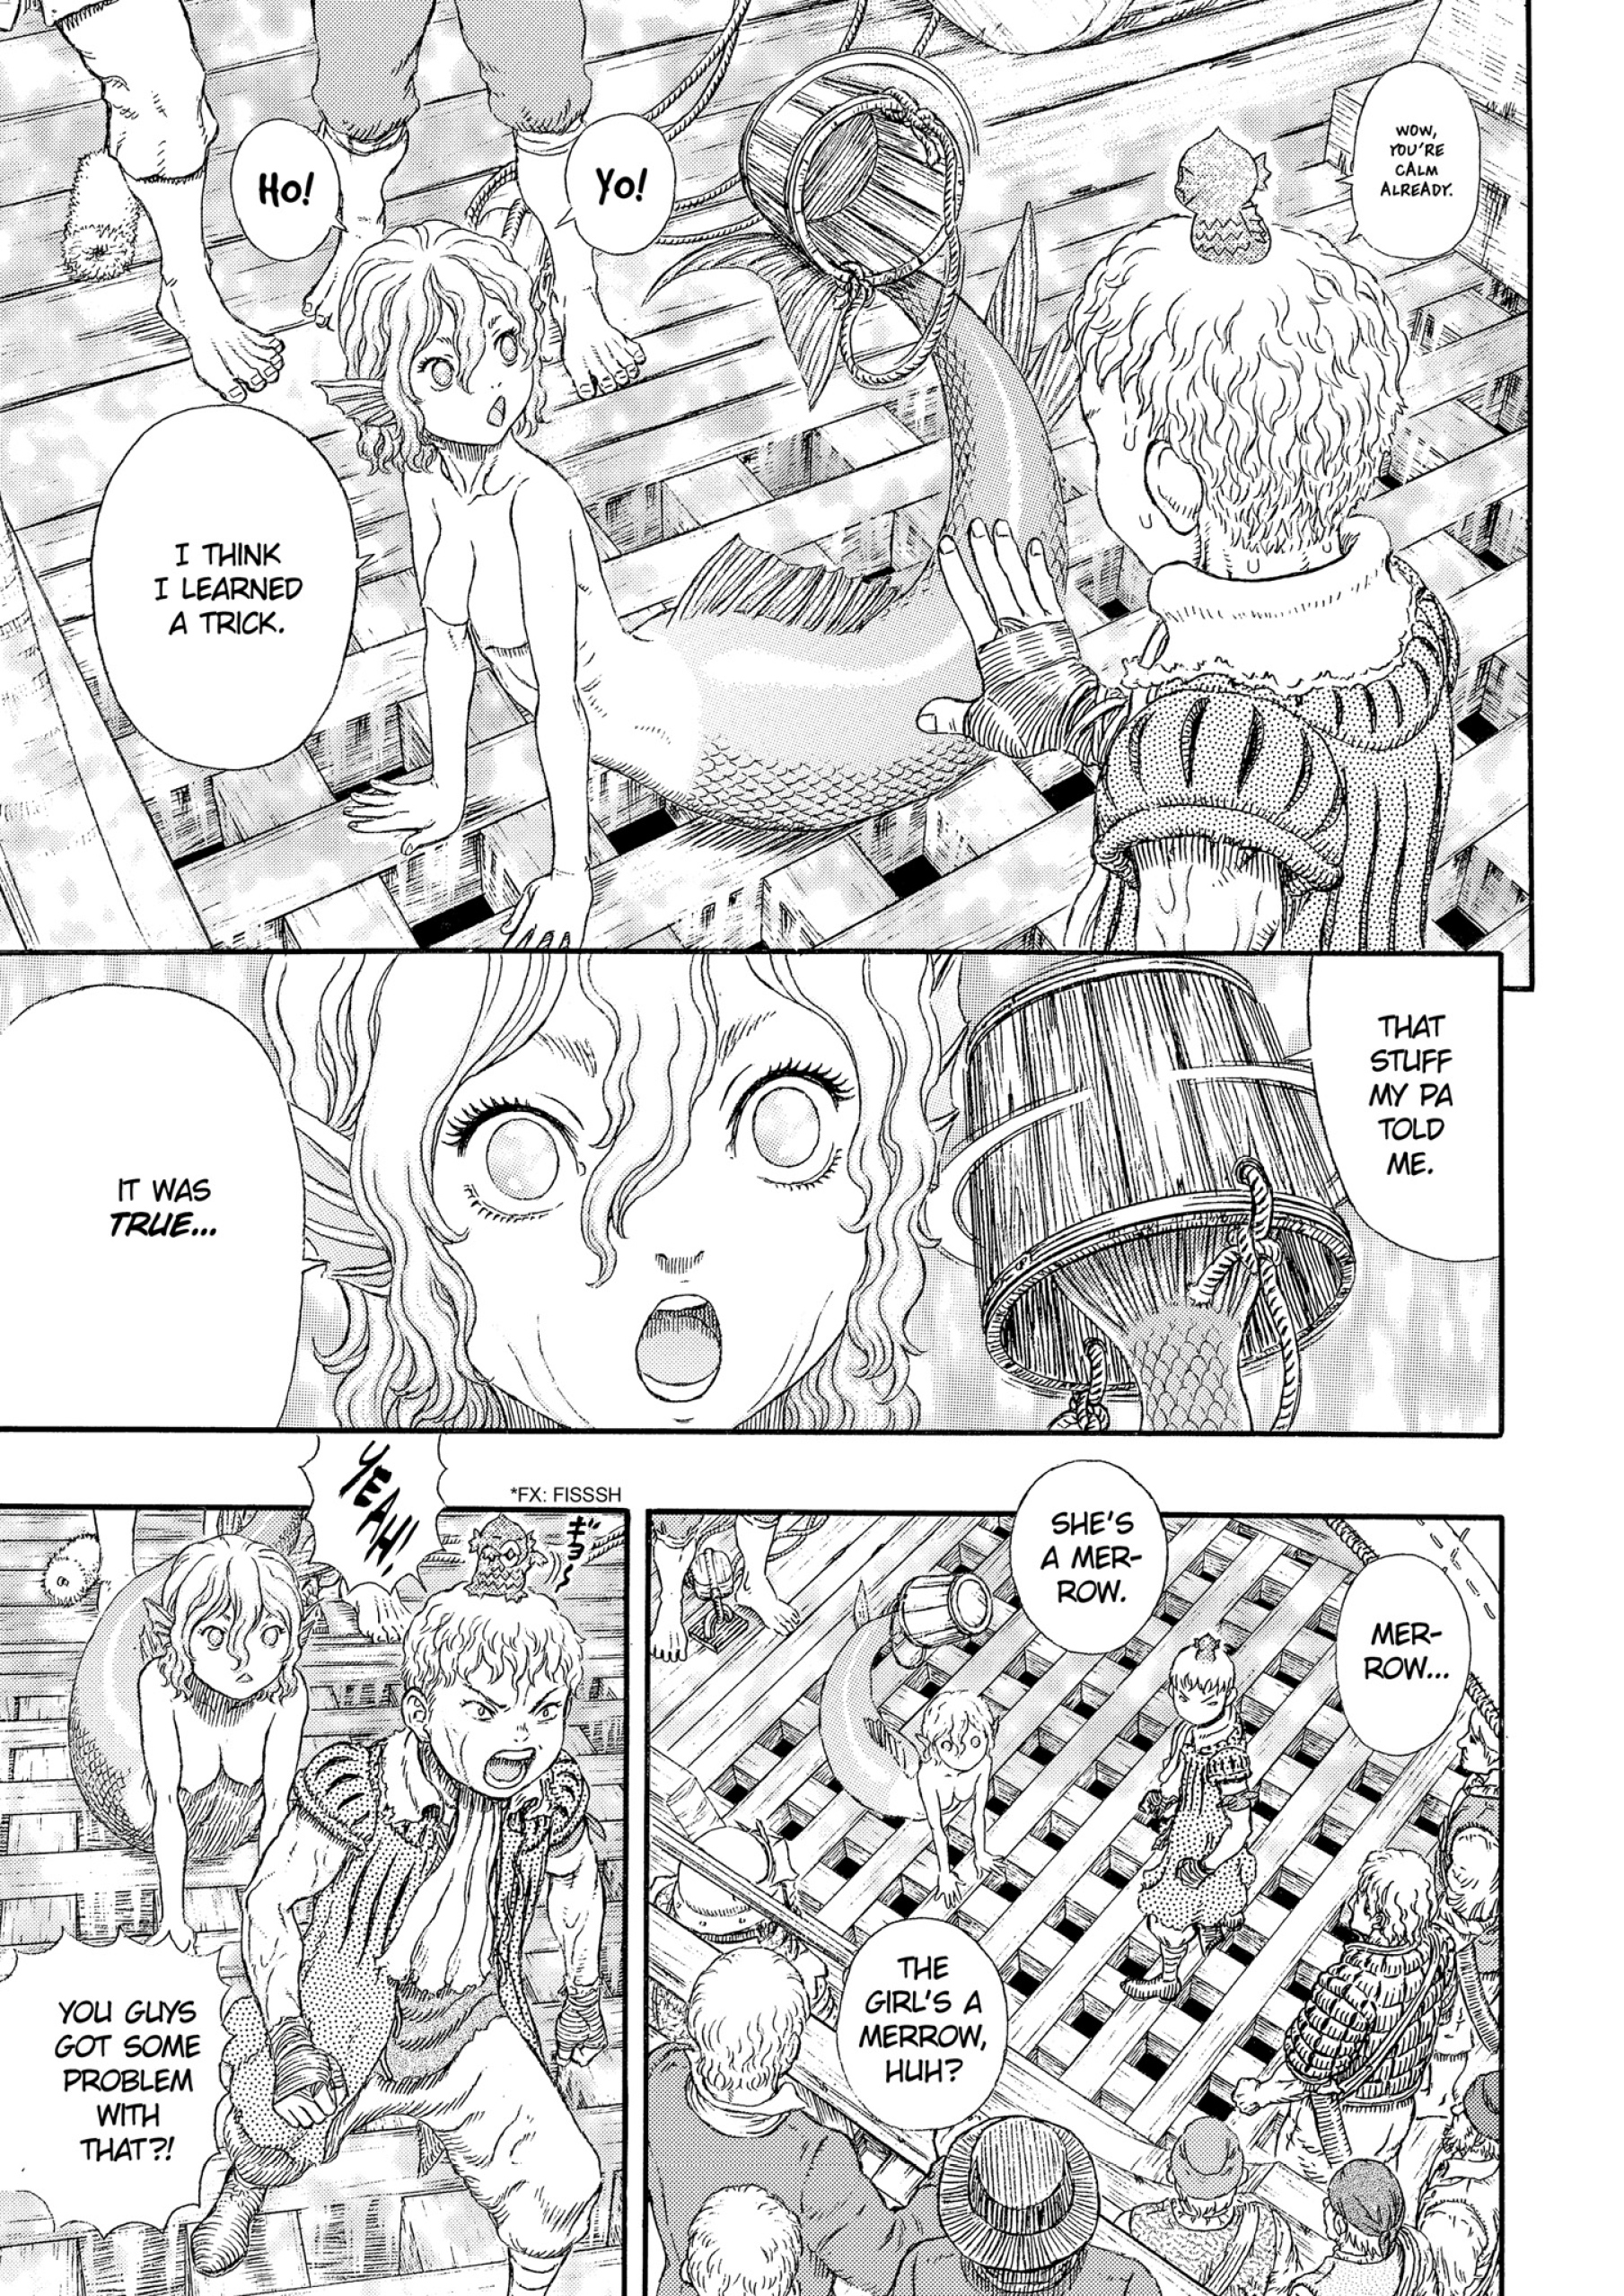 WOW,
YOU'RE
CALM
ALREADY.
YO!
HO!
I THINK
I LEARNED
A TRICK.
THAT
STUFF
MY PA
TOLD
ME.
IT WAS
TRUE...
MER-
ROW...
SHE'S
A MER-
ROW.
THE
GIRL'S A
MERROW,
HUH?
*FX: FISSSH
ギョ～
YEAH!
YOU GUYS
GOT SOME
PROBLEM
WITH
THAT?!